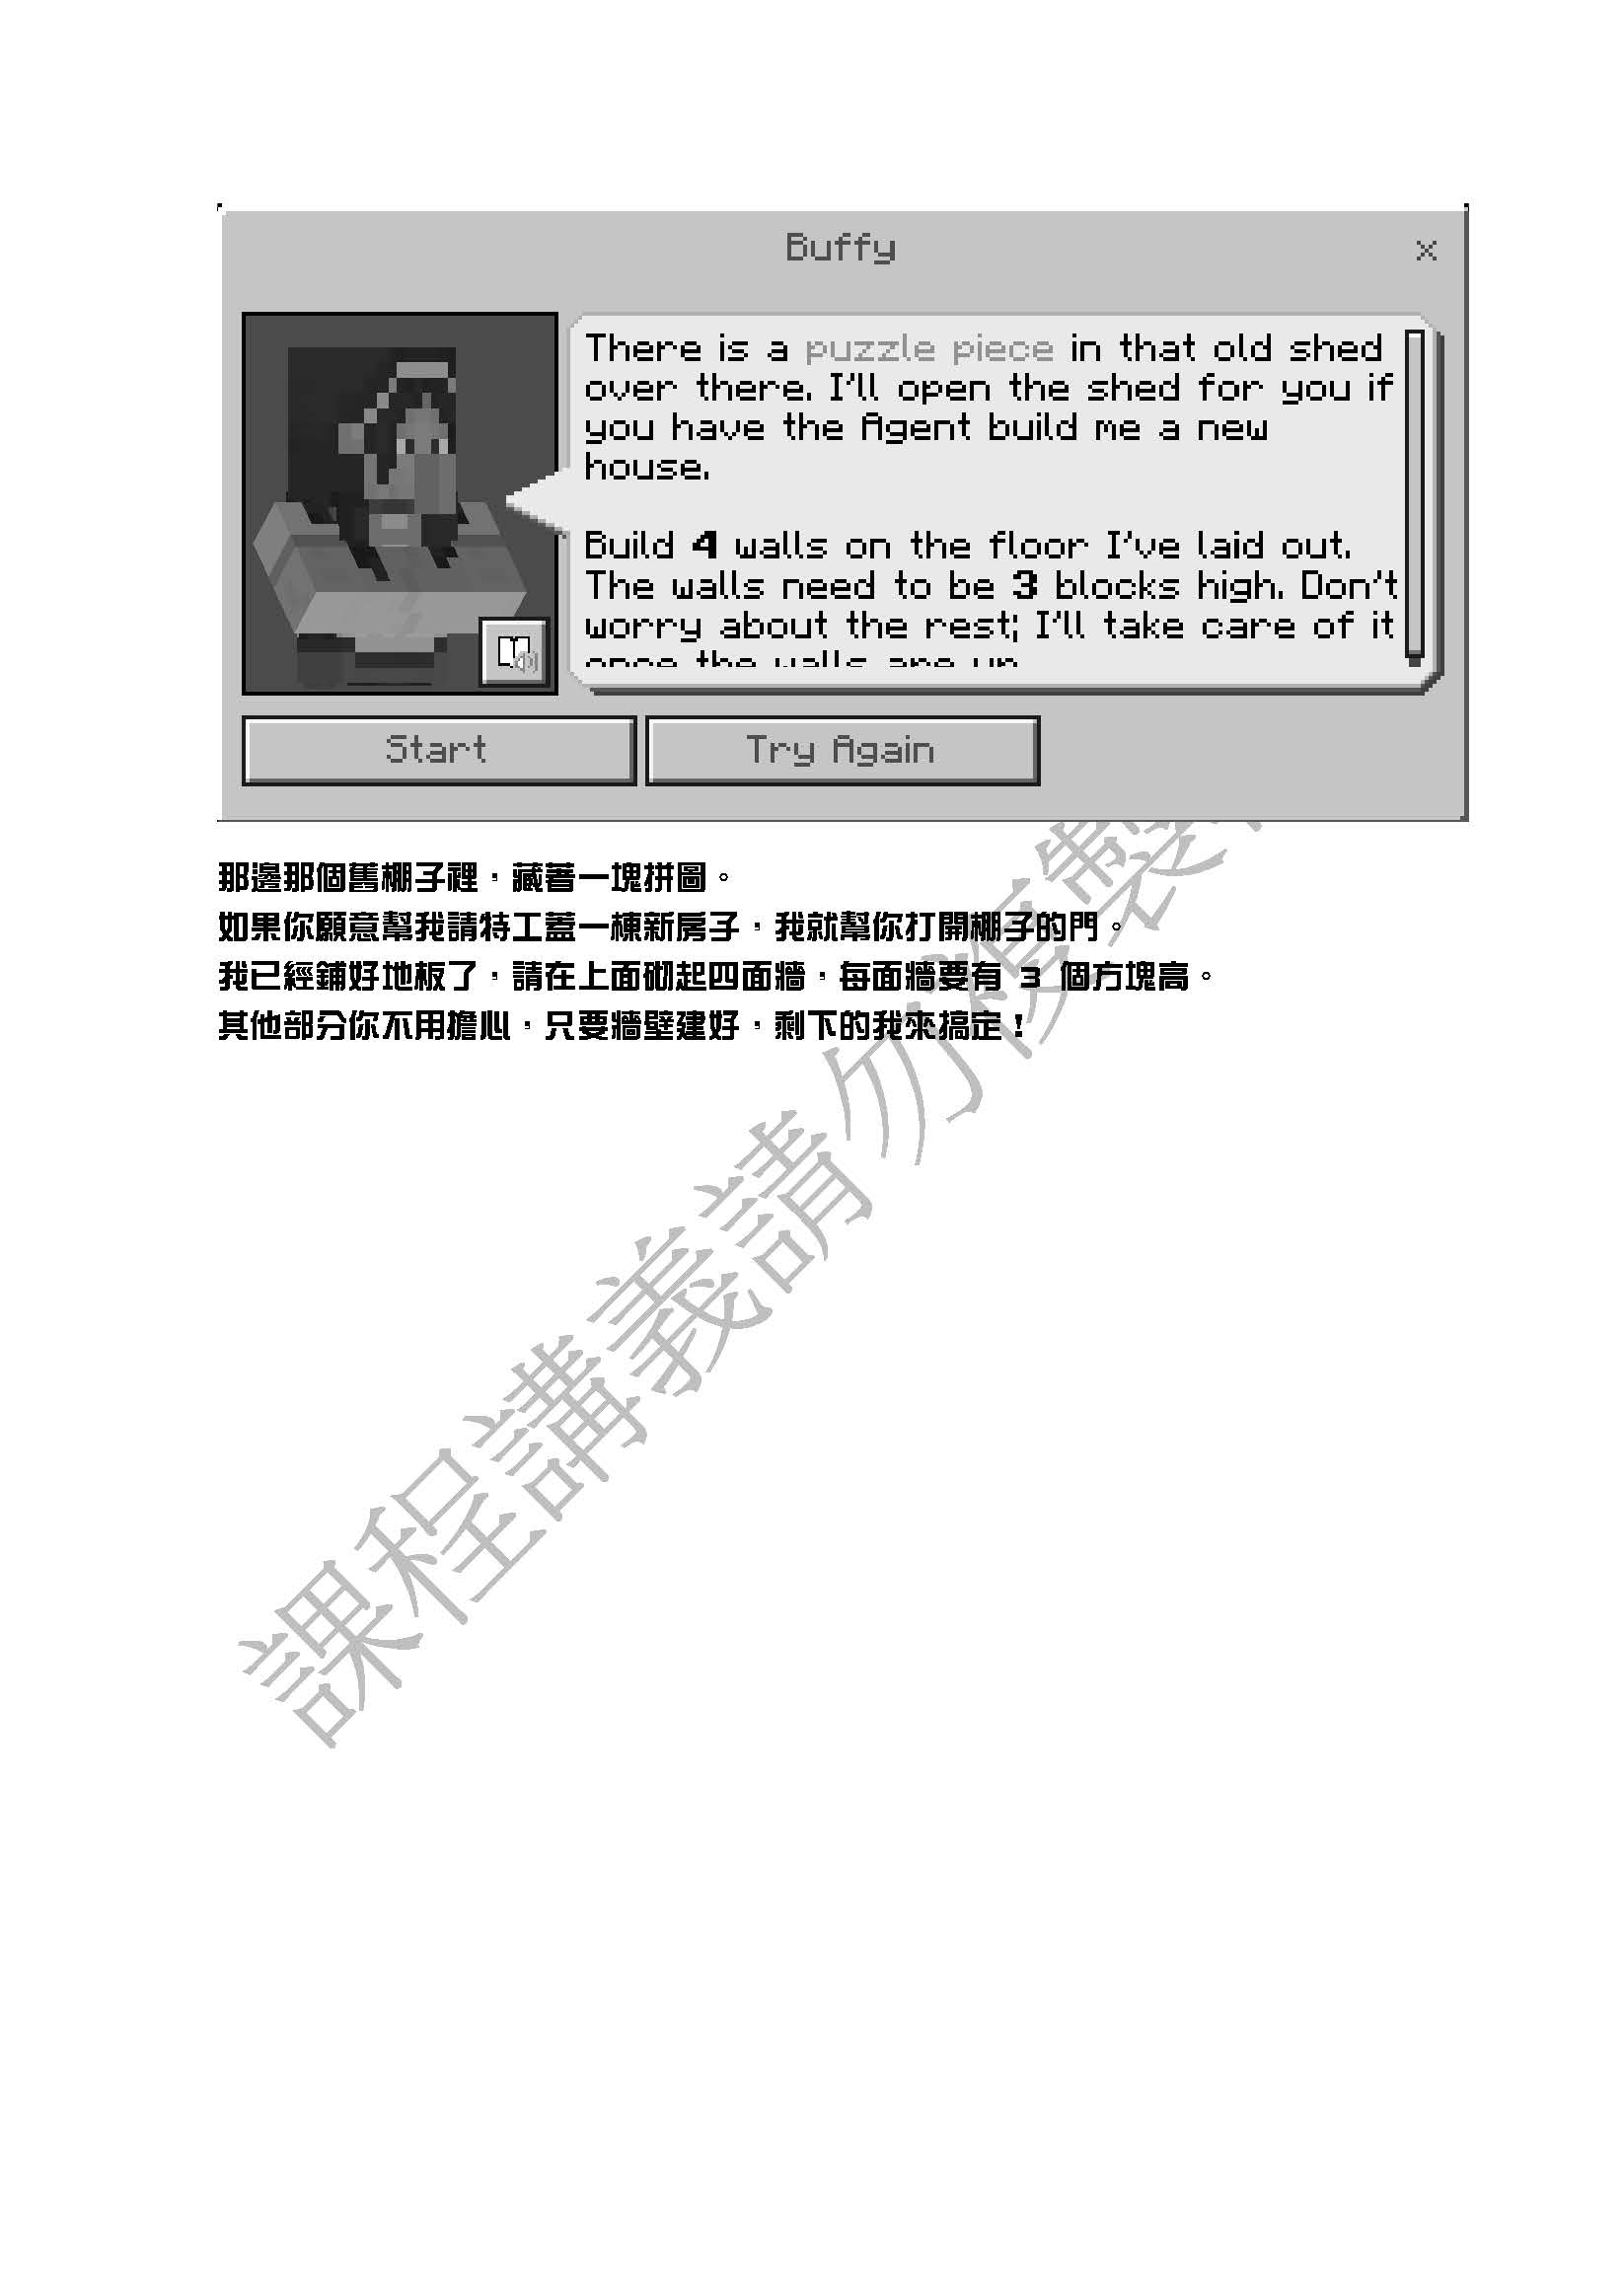 Buffy
x
There is a puzzle piece in that old shed
over there. I'll open the shed for you if
you have the Agent build me a new
house.
Build 4 walls on the floor I've laid out.
The walls need to be 3 blocks high. Don't
worry about the rest; I'll take care of it
once the walls are up.
Start
Try Again
那邊那個舊棚子裡，藏著一塊拼圖。
如果你願意幫我請特工蓋一棟新房子，我就幫你打開棚子的門。
我已經鋪好地板了，請在上面砌起四面牆，每面牆要有 3 個方塊高。
其他部分你不用擔心，只要牆壁建好，剩下的我來搞定！
課程講義請勿複製